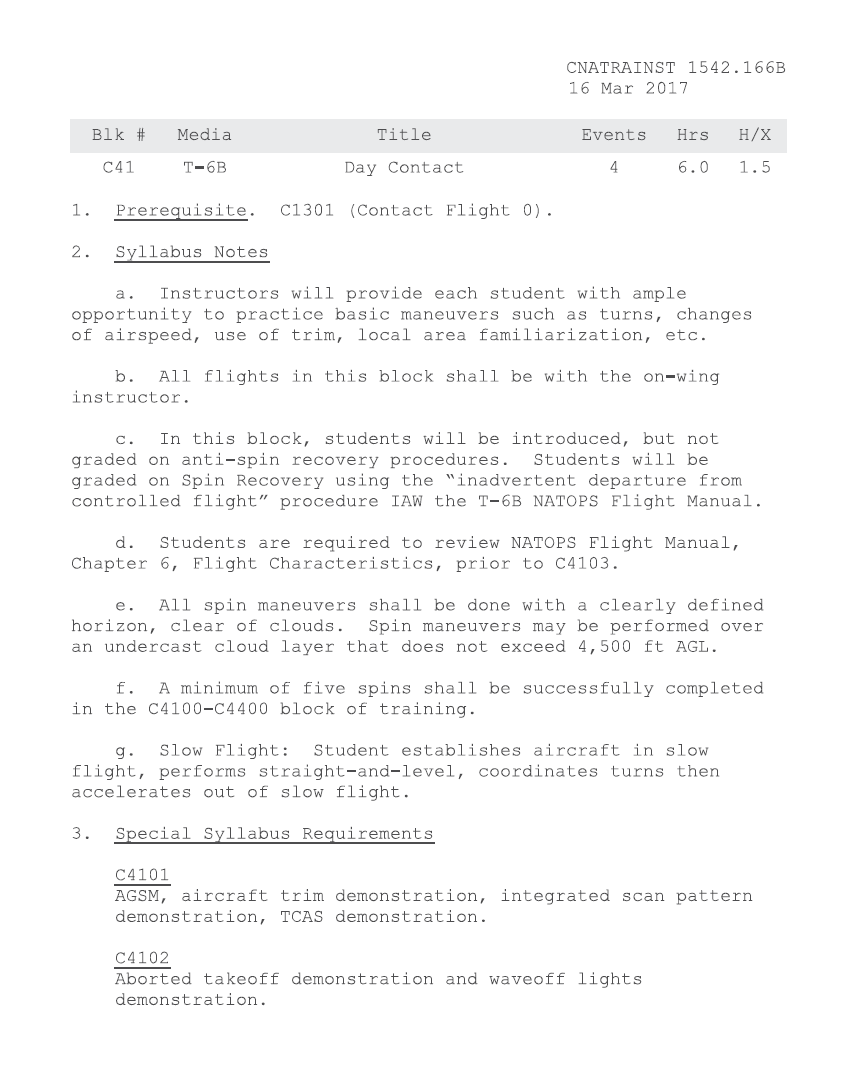 CNATRAINST 1542.166B
16 Mar 2017
Blk # Media Title Events Hrs H/X
C41 T-6B Day Contact 4 6.0 1.5
1. Prerequisite. C1301 (Contact Flight 0).
2. Syllabus Notes
a. Instructors will provide each student with ample
opportunity to practice basic maneuvers such as turns, changes
of airspeed, use of trim, local area familiarization, etc.
b. All flights in this block shall be with the on-wing
instructor.
c. In this block, students will be introduced, but not
graded on anti-spin recovery procedures. Students will be
graded on Spin Recovery using the “inadvertent departure from
controlled flight” procedure IAW the T-6B NATOPS Flight Manual.
d. Students are required to review NATOPS Flight Manual,
Chapter 6, Flight Characteristics, prior to C4103.
e. All spin maneuvers shall be done with a clearly defined
horizon, clear of clouds. Spin maneuvers may be performed over
an undercast cloud layer that does not exceed 4,500 ft AGL.
f. A minimum of five spins shall be successfully completed
in the C4100-C4400 block of training.
g. Slow Flight: Student establishes aircraft in slow
flight, performs straight-and-level, coordinates turns then
accelerates out of slow flight.
3. Special Syllabus Requirements
C4101
AGSM, aircraft trim demonstration, integrated scan pattern
demonstration, TCAS demonstration.
C4102
Aborted takeoff demonstration and waveoff lights
demonstration.